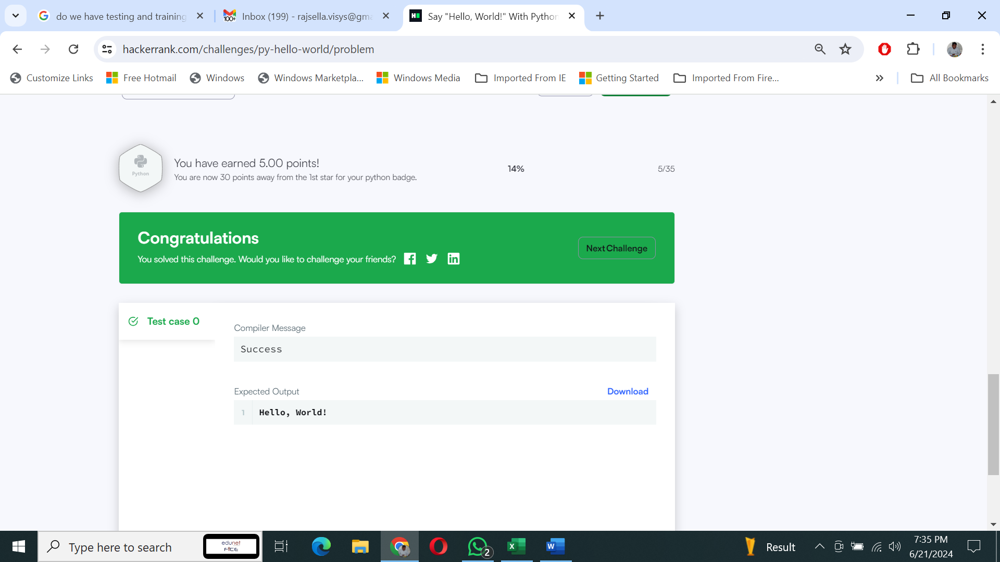 do we have testing and training
Inbox (199) - rajsella.visys@gma
Say "Hello, World!" With Python
hackerrank.com/challenges/py-hello-world/problem
Customize Links
Free Hotmail
Windows
Windows Marketpla...
Windows Media
Imported From IE
Getting Started
Imported From Fire...
All Bookmarks
Python
You have earned 5.00 points!
You are now 30 points away from the 1st star for your python badge.
14%
5/35
Congratulations
You solved this challenge. Would you like to challenge your friends?
Next Challenge
Test case 0
Compiler Message
Success
Expected Output
Download
1
Hello, World!
Type here to search
edunet
2
Result
7:35 PM
6/21/2024